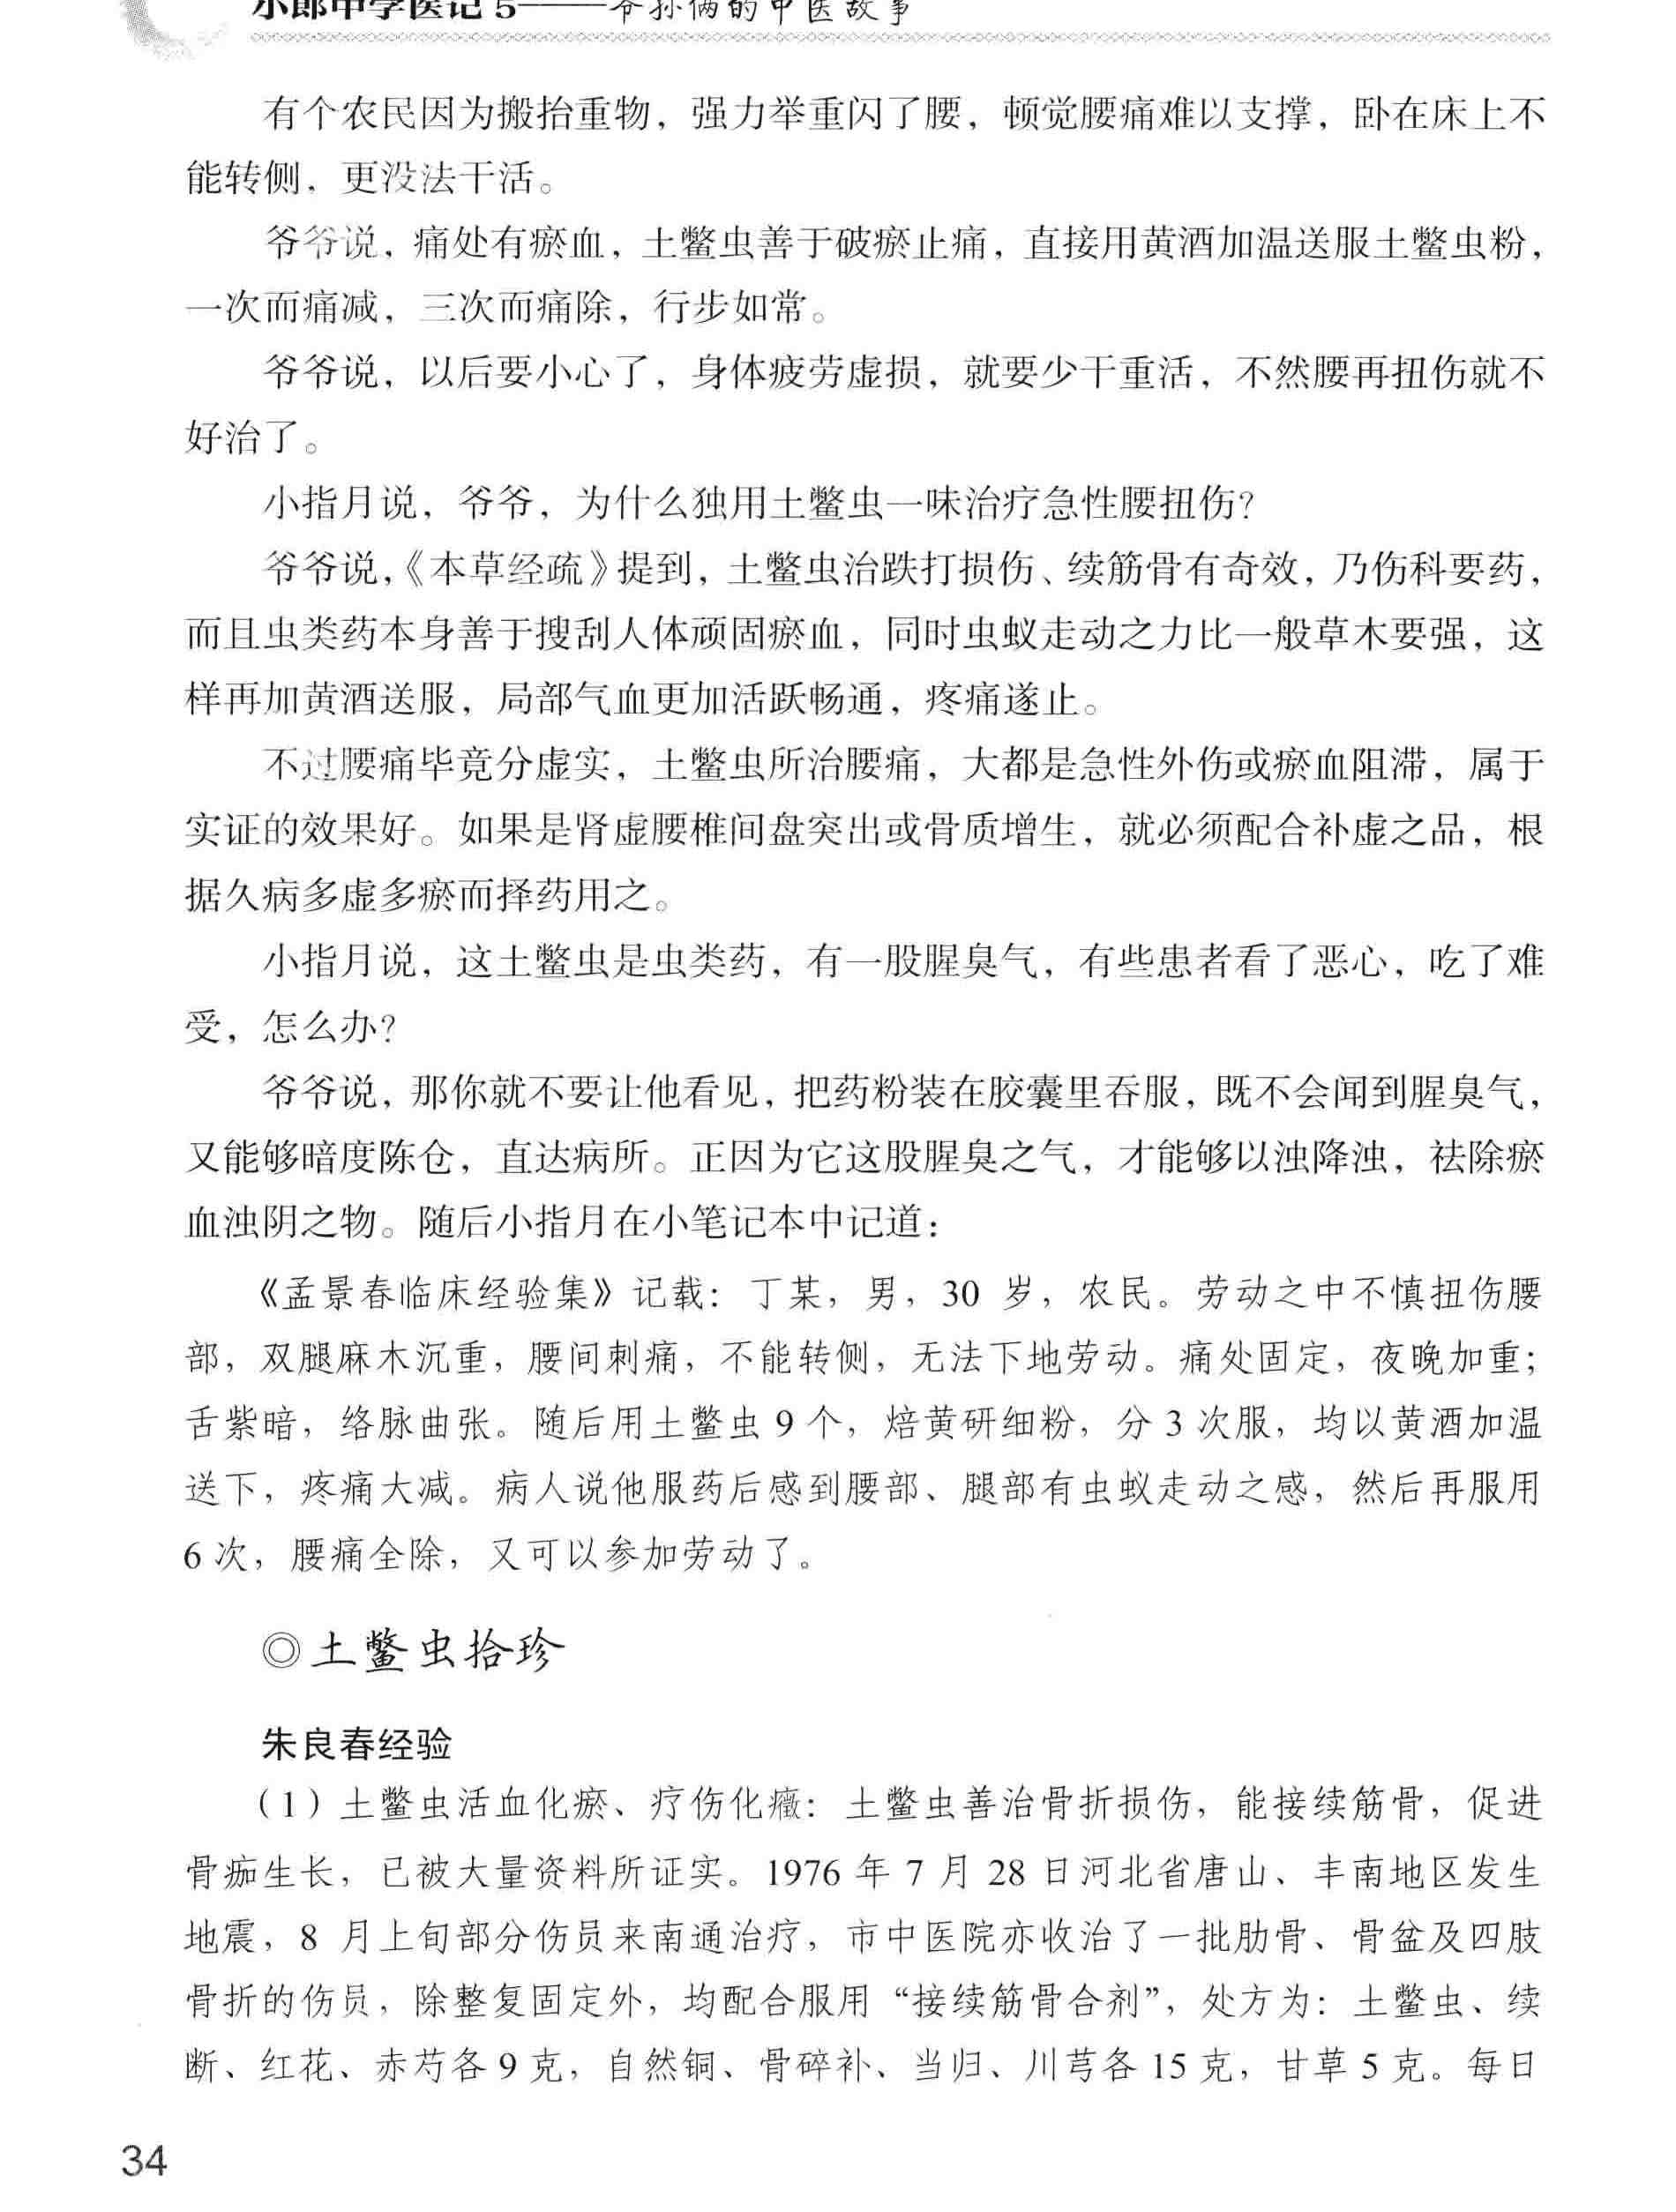 小郎中学医记5——爷孙俩的中医故事
有个农民因为搬抬重物，强力举重闪了腰，顿觉腰痛难以支撑，卧在床上不
能转侧，更没法干活。
爷爷说，痛处有瘀血，土鳖虫善于破瘀止痛，直接用黄酒加温送服土鳖虫粉，
一次而痛减，三次而痛除，行步如常。
爷爷说，以后要小心了，身体疲劳虚损，就要少干重活，不然腰再扭伤就不
好治了。
小指月说，爷爷，为什么独用土鳖虫一味治疗急性腰扭伤？
爷爷说，《本草经疏》提到，土鳖虫治跌打损伤、续筋骨有奇效，乃伤科要药，
而且虫类药本身善于搜刮人体顽固瘀血，同时虫蚁走动之力比一般草木要强，这
样再加黄酒送服，局部气血更加活跃畅通，疼痛遂止。
不过腰痛毕竟分虚实，土鳖虫所治腰痛，大都是急性外伤或瘀血阻滞，属于
实证的效果好。如果是肾虚腰椎间盘突出或骨质增生，就必须配合补虚之品，根
据久病多虚多瘀而择药用之。
小指月说，这土鳖虫是虫类药，有一股腥臭气，有些患者看了恶心，吃了难
受，怎么办？
爷爷说，那你就不要让他看见，把药粉装在胶囊里吞服，既不会闻到腥臭气，
又能够暗度陈仓，直达病所。正因为它这股腥臭之气，才能够以浊降浊，祛除瘀
血浊阴之物。随后小指月在小笔记本中记道：
《孟景春临床经验集》记载：丁某，男，30 岁，农民。劳动之中不慎扭伤腰
部，双腿麻木沉重，腰间刺痛，不能转侧，无法下地劳动。痛处固定，夜晚加重；
舌紫暗，络脉曲张。随后用土鳖虫 9 个，焙黄研细粉，分 3 次服，均以黄酒加温
送下，疼痛大减。病人说他服药后感到腰部、腿部有虫蚁走动之感，然后再服用
6 次，腰痛全除，又可以参加劳动了。
◎土鳖虫拾珍
朱良春经验
（1）土鳖虫活血化瘀、疗伤化癥：土鳖虫善治骨折损伤，能接续筋骨，促进
骨痂生长，已被大量资料所证实。1976 年 7 月 28 日河北省唐山、丰南地区发生
地震，8 月上旬部分伤员来南通治疗，市中医院亦收治了一批肋骨、骨盆及四肢
骨折的伤员，除整复固定外，均配合服用“接续筋骨合剂”，处方为：土鳖虫、续
断、红花、赤芍各 9 克，自然铜、骨碎补、当归、川芎各 15 克，甘草 5 克。每日
34